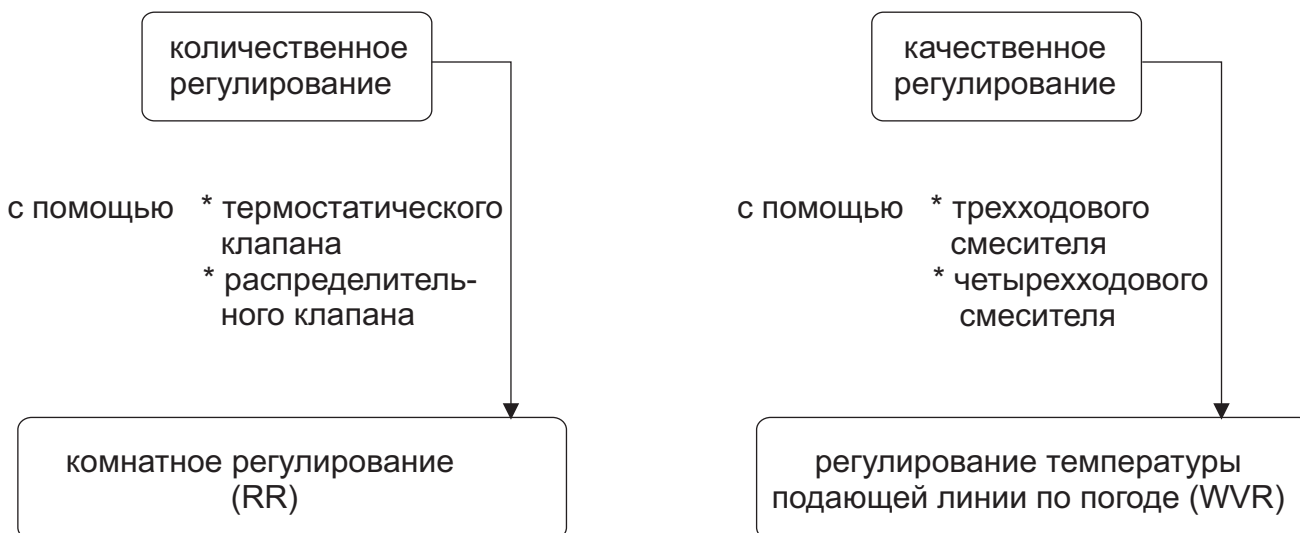 количественное
регулирование
с помощью * термостатического
клапана
* распределитель-
ного клапана
комнатное регулирование
(RR)
качественное
регулирование
с помощью * трехходового
смесителя
* четырехходового
смесителя
регулирование температуры
подающей линии по погоде (WVR)